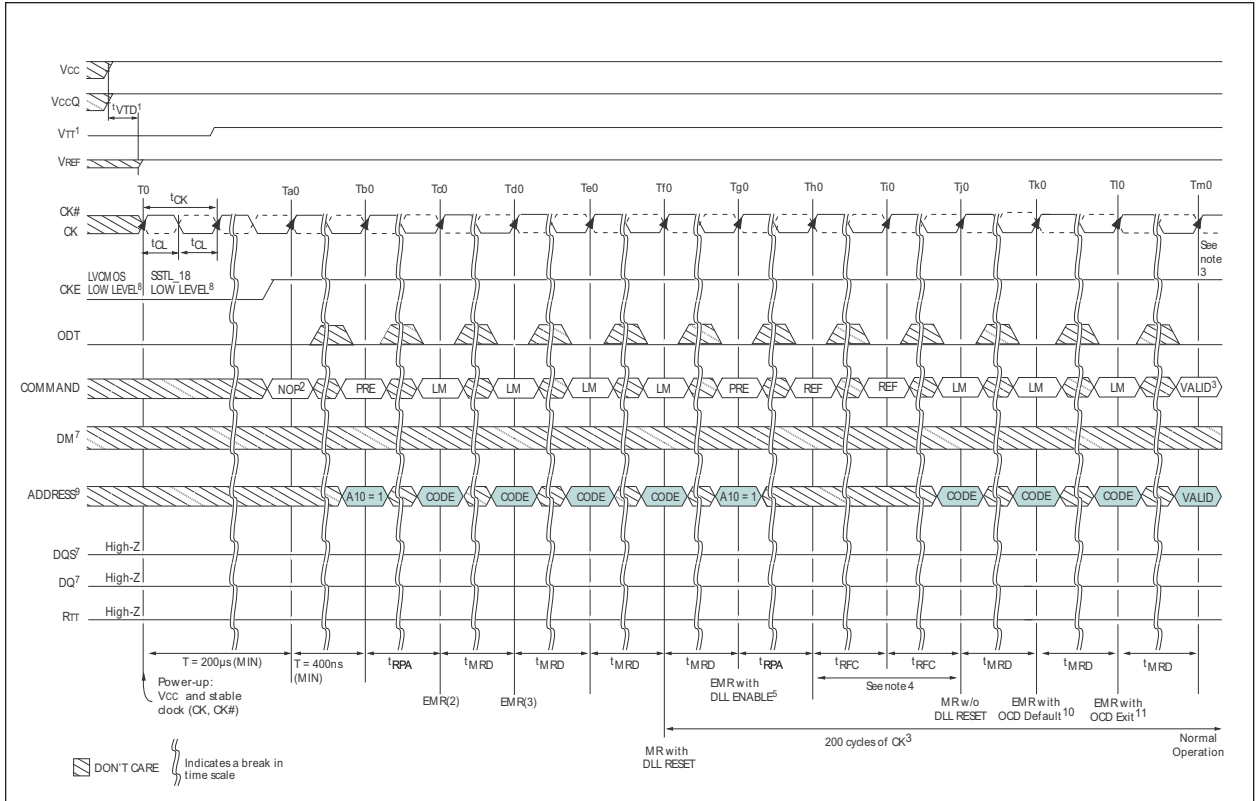 VCC
VCCQ
tVTD1
VTT1
VREF
T0 Ta0 Tb0 Tc0 Td0 Te0 Tf0 Tg0 Th0 Ti0 Tj0 Tk0 Tl0 Tm0
tCK
CK#
CK
tCL tCL
See note 3
LVCMOS LOW LEVEL8
SSTL_18 LOW LEVEL8
CKE
ODT
COMMAND NOP2 PRE LM LM LM LM PRE REF REF LM LM LM VALID3
DM7
ADDRESS9 A10 = 1 CODE CODE CODE CODE A10 = 1 CODE CODE CODE VALID
DQS7 High-Z
DQ7 High-Z
RTT High-Z
T = 200µs (MIN)
T = 400ns (MIN)
tRPA tMRD tMRD tMRD tMRD tRPA tRFC tRFC tMRD tMRD tMRD
See note 4
Power-up:
VCC and stable
clock (CK, CK#)
EMR(2)
EMR(3)
EMR with
DLL ENABLE5
MR w/o
DLL RESET
EMR with
OCD Default10
EMR with
OCD Exit11
200 cycles of CK3
Normal
Operation
MR with
DLL RESET
DON'T CARE
Indicates a break in
time scale